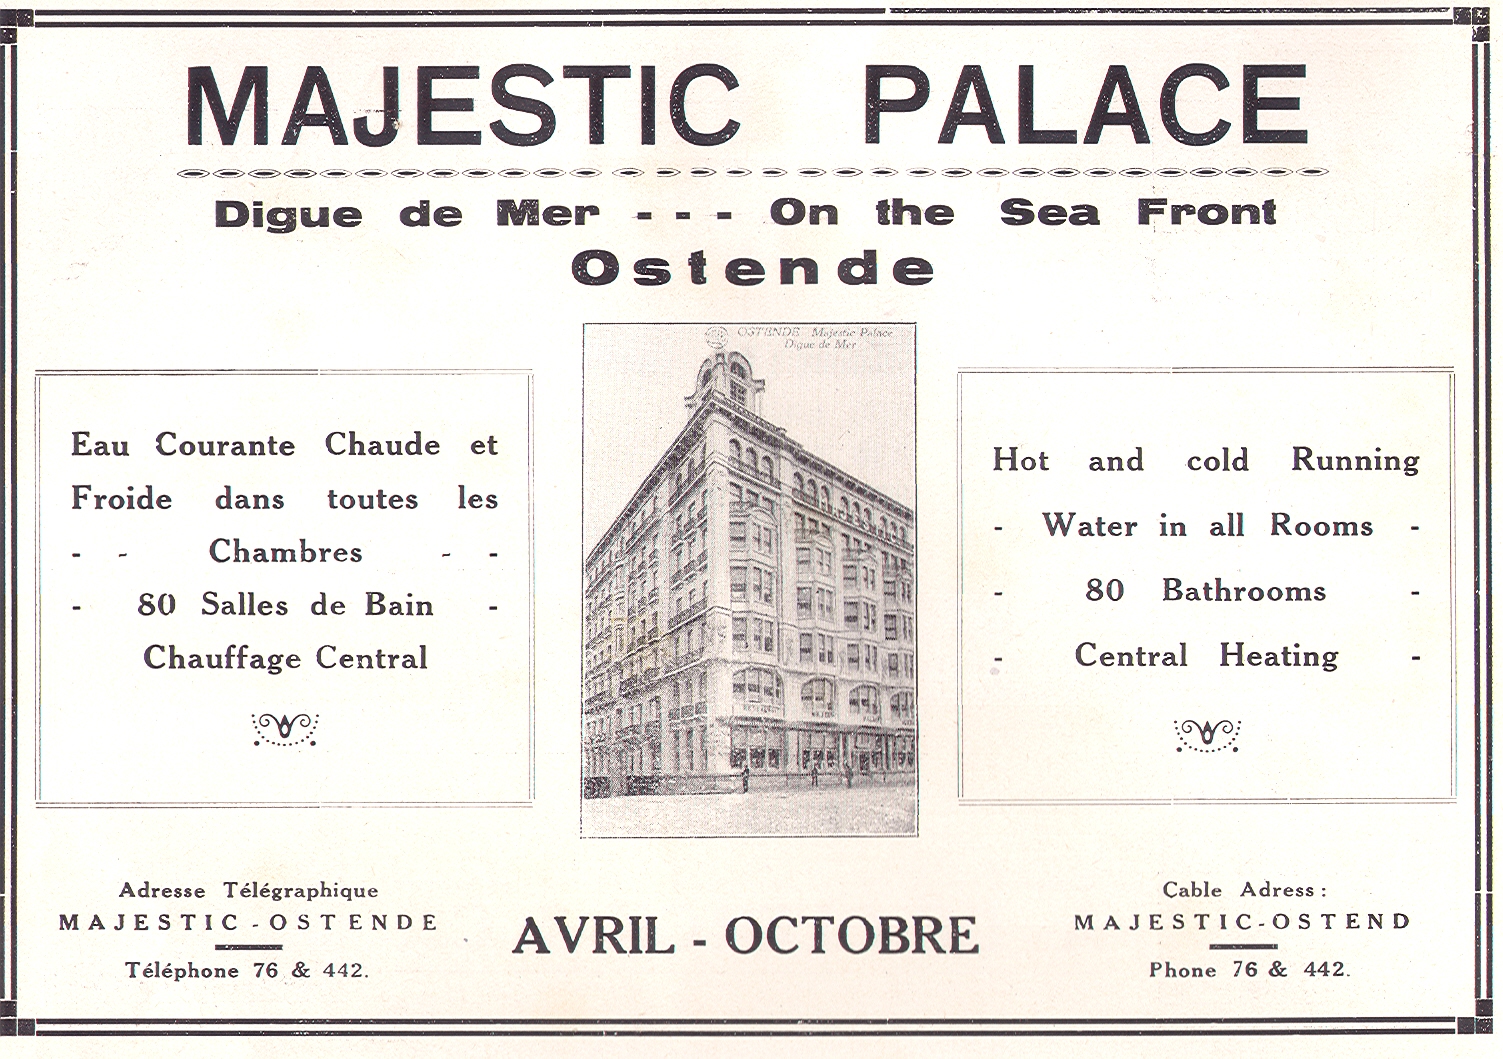 MAJESTIC PALACE
Digue de Mer - - - On the Sea Front
Ostende
OSTENDE Majestic Palace
Digue de Mer
Eau Courante Chaude et
Froide dans toutes les
- - Chambres - -
- 80 Salles de Bain -
Chauffage Central
Hot and cold Running
- Water in all Rooms -
- 80 Bathrooms -
- Central Heating -
Adresse Télégraphique
MAJESTIC-OSTENDE
Téléphone 76 & 442.
AVRIL - OCTOBRE
Cable Adress :
MAJESTIC-OSTEND
Phone 76 & 442.